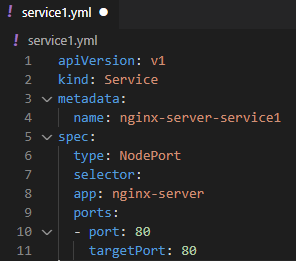 ! service1.yml ●
! service1.yml
1 apiVersion: v1
2 kind: Service
3 metadata:
4   name: nginx-server-service1
5 spec:
6   type: NodePort
7   selector:
8   app: nginx-server
9   ports:
10   - port: 80
11     targetPort: 80